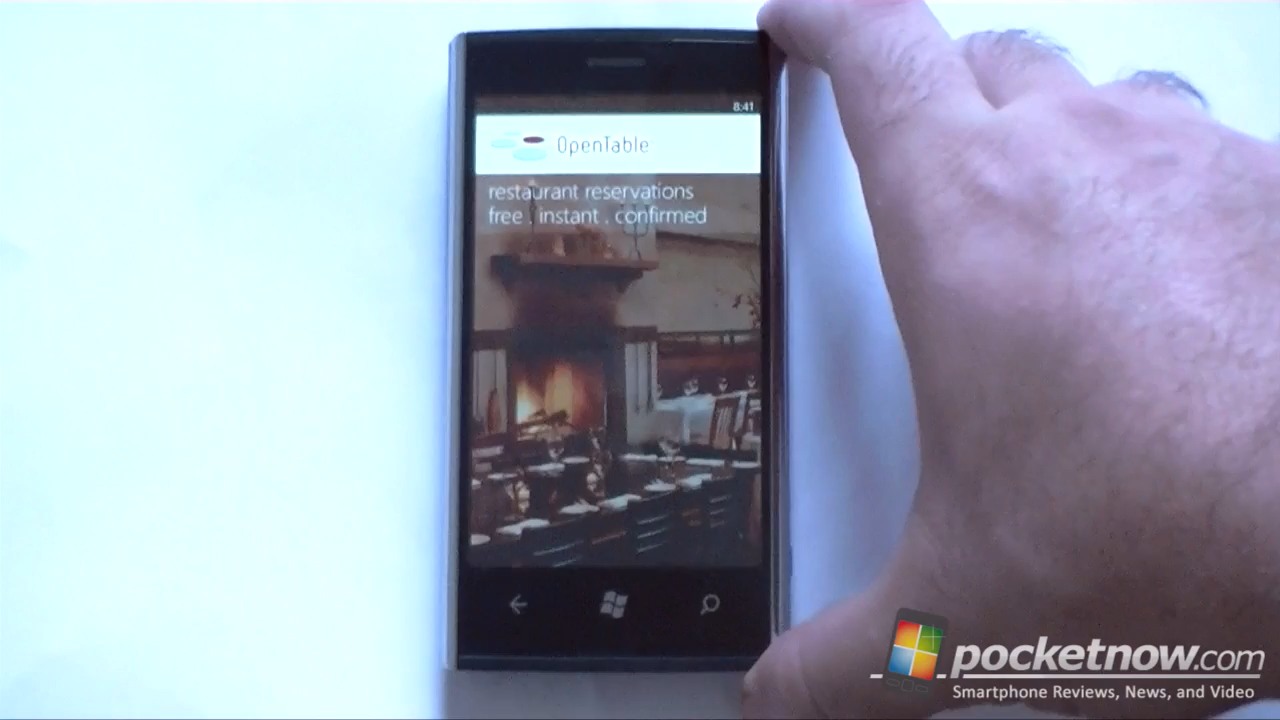 8:41
OpenTable
restaurant reservations
free . instant . confirmed
pocketnow.com
Smartphone Reviews, News, and Video